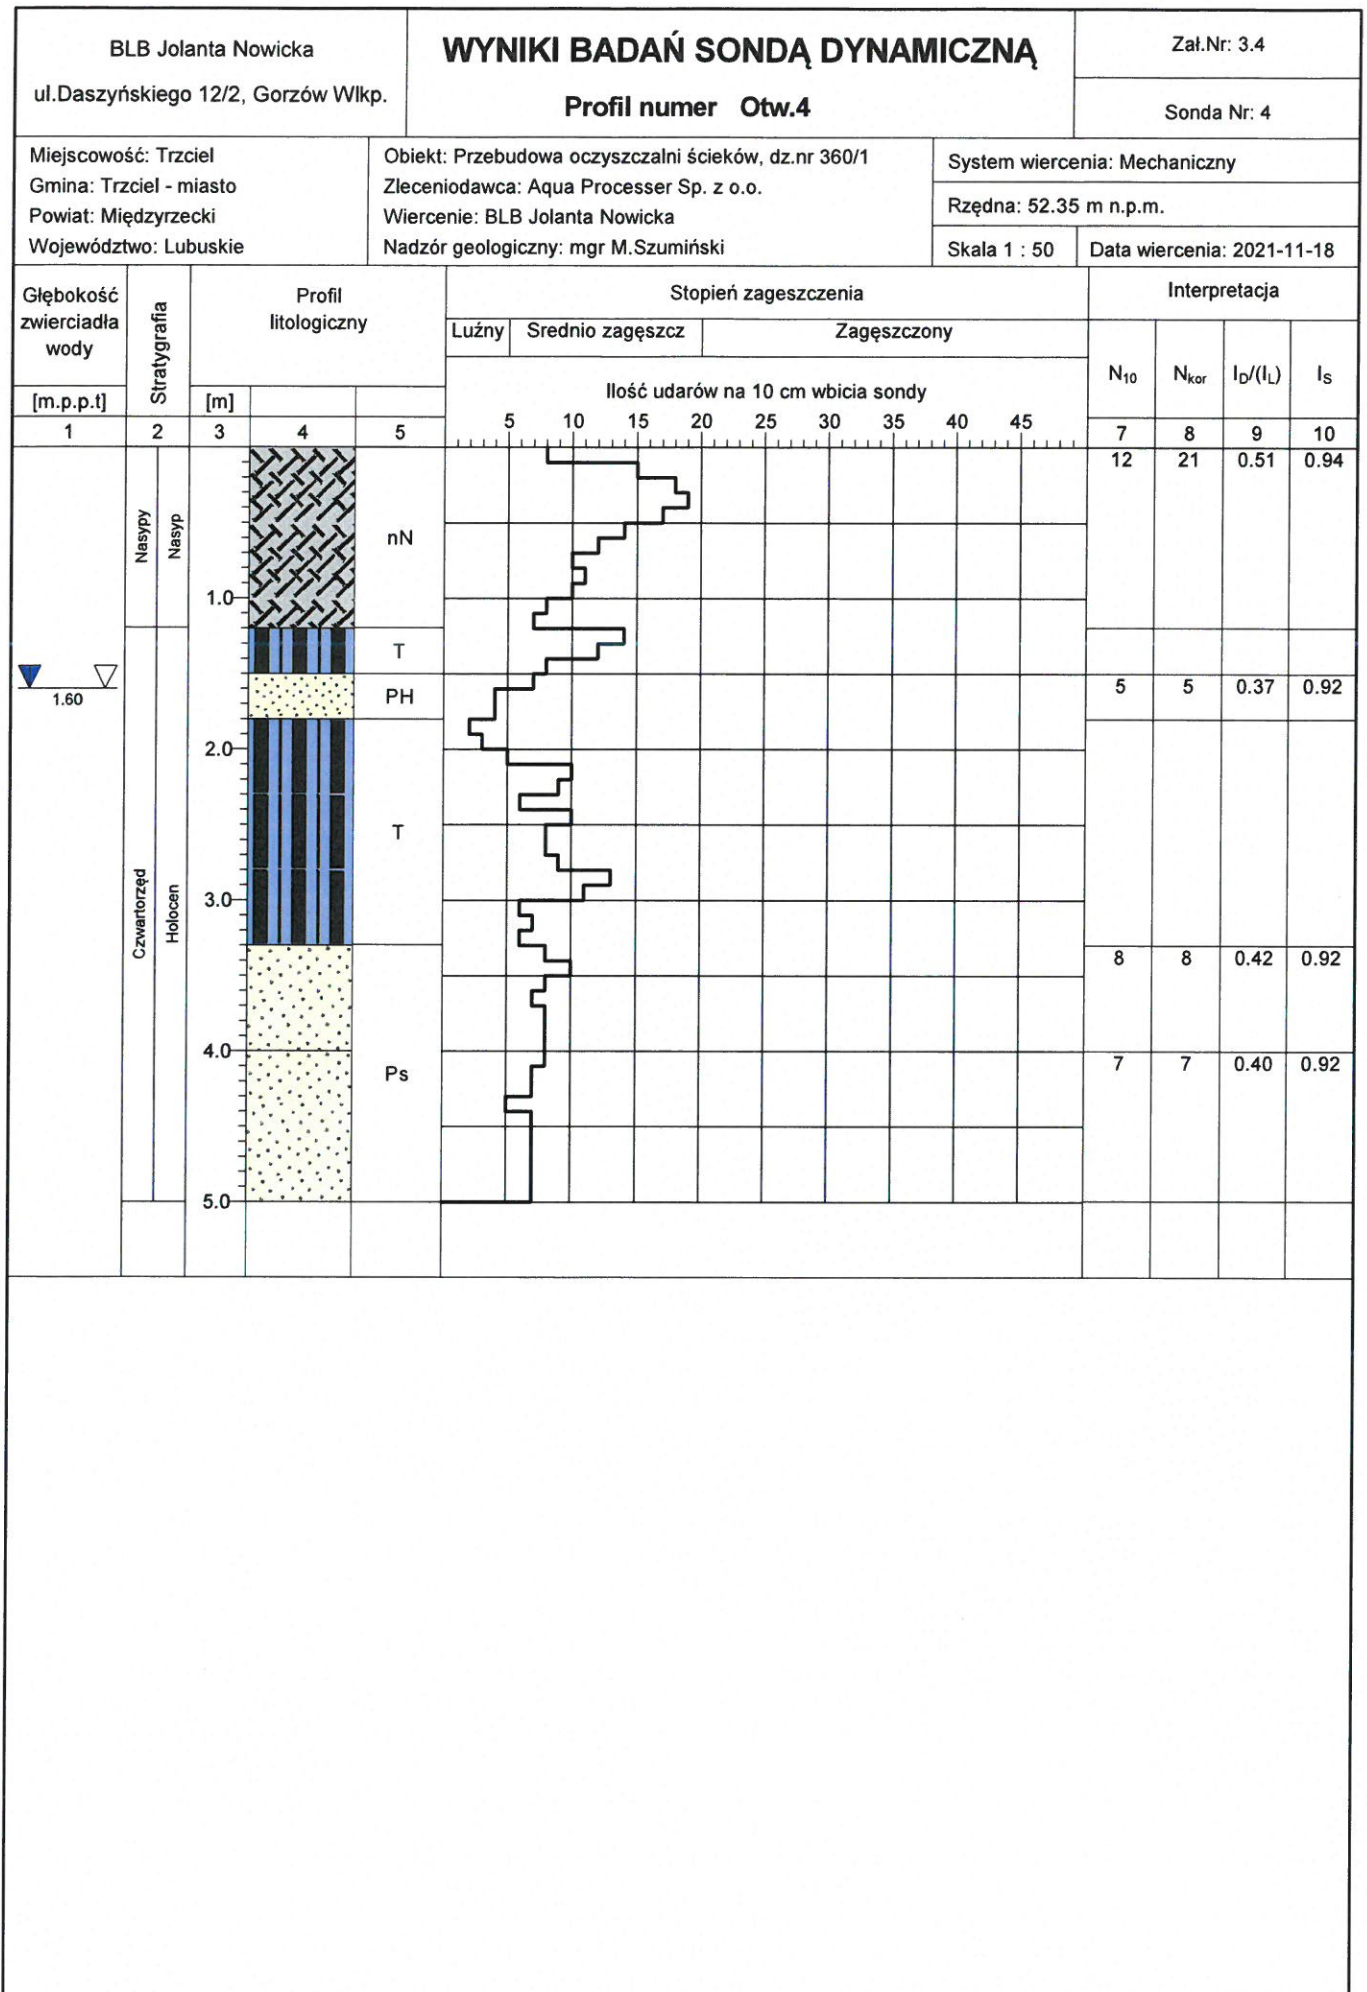 BLB Jolanta Nowicka
ul.Daszyńskiego 12/2, Gorzów Wlkp.
WYNIKI BADAŃ SONDĄ DYNAMICZNĄ
Profil numer Otw.4
Zał.Nr: 3.4
Sonda Nr: 4
Miejscowość: Trzciel
Gmina: Trzciel - miasto
Powiat: Międzyrzecki
Województwo: Lubuskie
Obiekt: Przebudowa oczyszczalni ścieków, dz.nr 360/1
Zleceniodawca: Aqua Processer Sp. z o.o.
Wiercenie: BLB Jolanta Nowicka
Nadzór geologiczny: mgr M.Szumiński
System wiercenia: Mechaniczny
Rzędna: 52.35 m n.p.m.
Skala 1 : 50
Data wiercenia: 2021-11-18
Głębokość
zwierciadła
wody
[m.p.p.t]
Stratygrafia
Profil
litologiczny
[m]
Stopień zageszczenia
Luźny
Srednio zagęszcz
Zagęszczony
Ilość udarów na 10 cm wbicia sondy
5 10 15 20 25 30 35 40 45
Interpretacja
N10
Nkor
ID/(IL)
IS
1 2 3 4 5 7 8 9 10
12 21 0.51 0.94
Nasypy
Nasyp
nN
1.0
T
1.60
PH
5 5 0.37 0.92
2.0
T
3.0
Czwartorzęd
Holocen
8 8 0.42 0.92
4.0
Ps
7 7 0.40 0.92
5.0